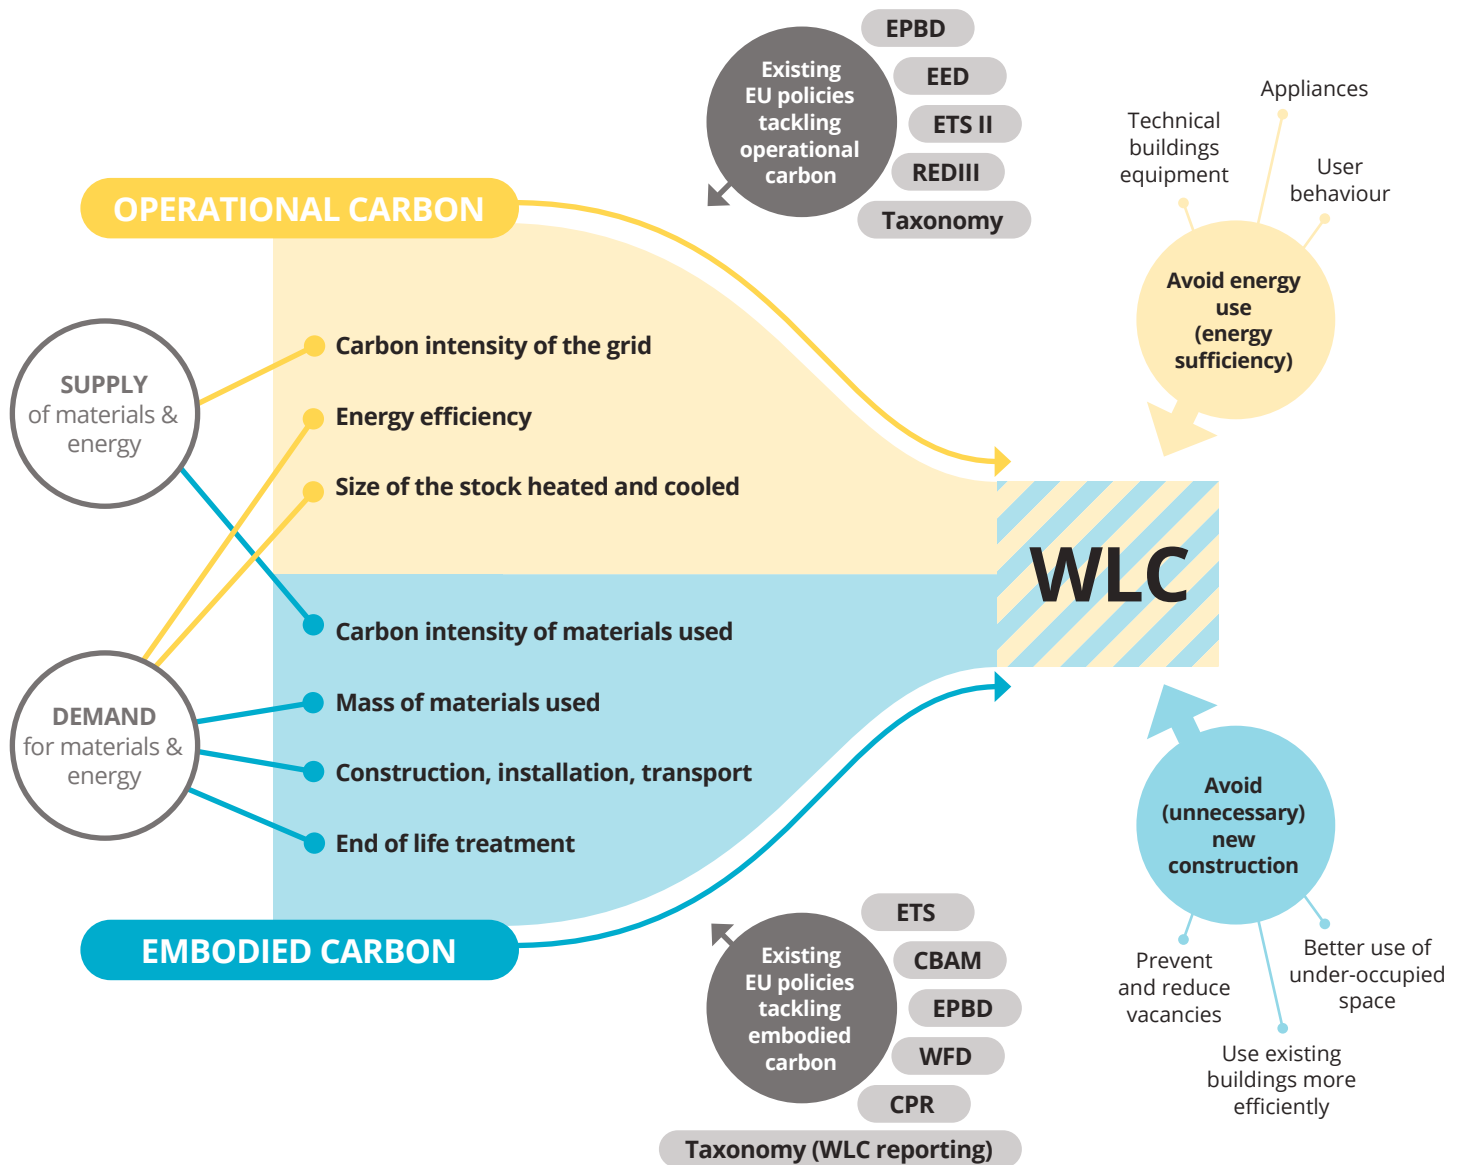 OPERATIONAL CARBON
SUPPLY
of materials &
energy
DEMAND
for materials &
energy
Carbon intensity of the grid
Energy efficiency
Size of the stock heated and cooled
Carbon intensity of materials used
Mass of materials used
Construction, installation, transport
End of life treatment
EMBODIED CARBON
Existing
EU policies
tackling
operational
carbon
EPBD
EED
ETS II
REDIII
Taxonomy
Technical
buildings
equipment
Appliances
User
behaviour
Avoid energy
use
(energy
sufficiency)
WLC
Avoid
(unnecessary)
new
construction
Prevent
and reduce
vacancies
Use existing
buildings more
efficiently
Better use of
under-occupied
space
Existing
EU policies
tackling
embodied
carbon
ETS
CBAM
EPBD
WFD
CPR
Taxonomy (WLC reporting)